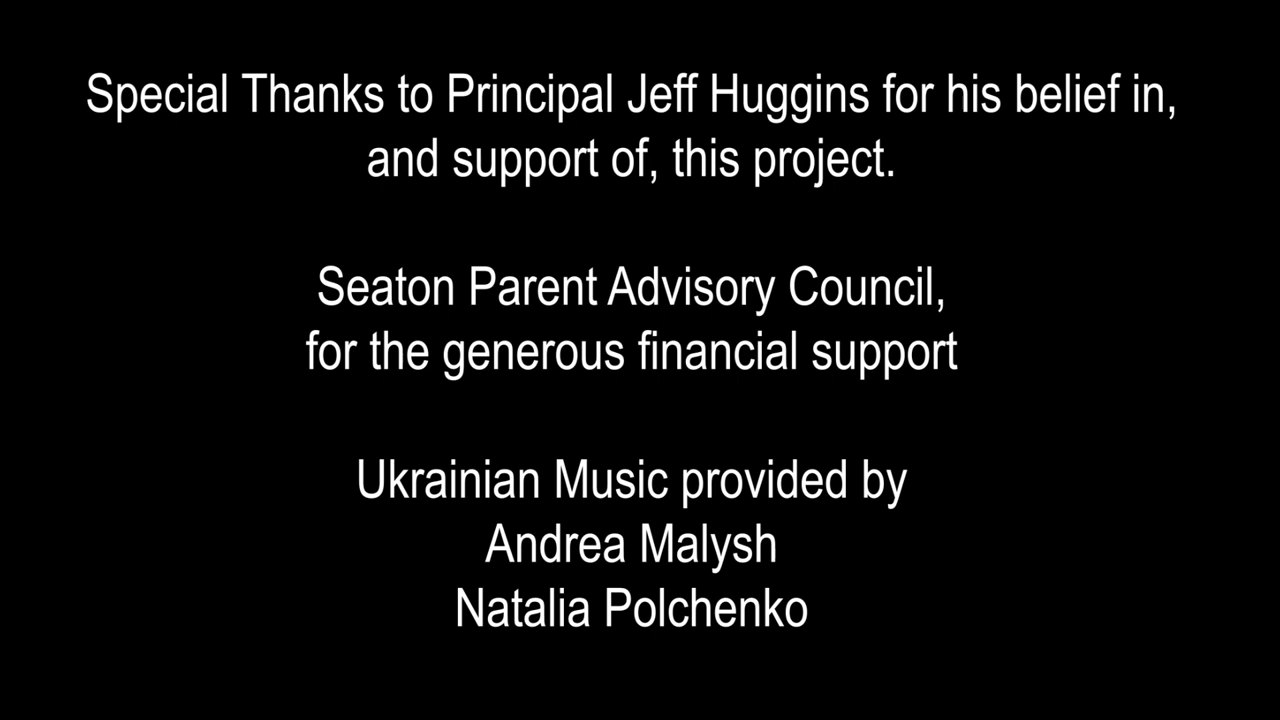 Special Thanks to Principal Jeff Huggins for his belief in,
and support of, this project.
Seaton Parent Advisory Council,
for the generous financial support
Ukrainian Music provided by
Andrea Malysh
Natalia Polchenko